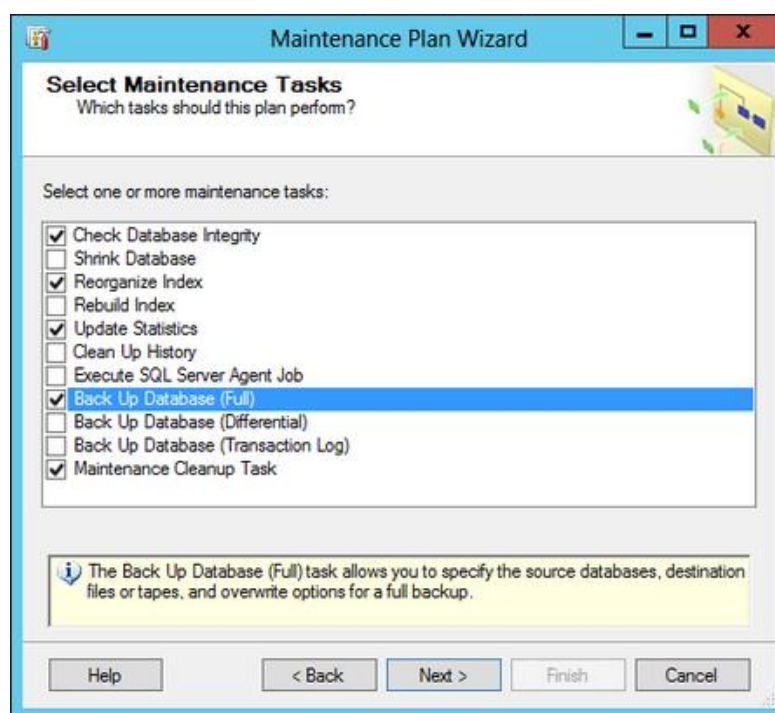 Maintenance Plan Wizard
Select Maintenance Tasks
Which tasks should this plan perform?
Select one or more maintenance tasks:
Check Database Integrity
Shrink Database
Reorganize Index
Rebuild Index
Update Statistics
Clean Up History
Execute SQL Server Agent Job
Back Up Database (Full)
Back Up Database (Differential)
Back Up Database (Transaction Log)
Maintenance Cleanup Task
The Back Up Database (Full) task allows you to specify the source databases, destination
files or tapes, and overwrite options for a full backup.
Help
< Back
Next >
Finish
Cancel